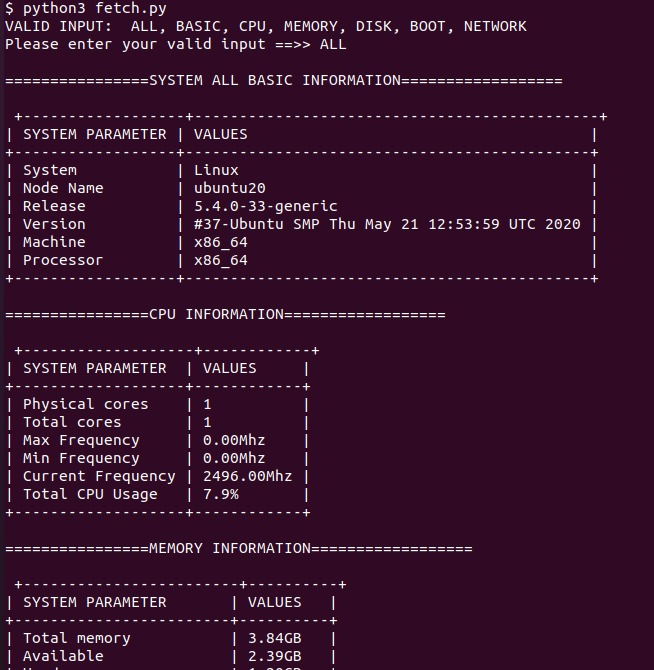 $ python3 fetch.py
VALID INPUT:  ALL, BASIC, CPU, MEMORY, DISK, BOOT, NETWORK
Please enter your valid input ==>> ALL

================SYSTEM ALL BASIC INFORMATION==================

 +------------------+---------------------------------------------+
| SYSTEM PARAMETER | VALUES                                      |
+------------------+---------------------------------------------+
| System           | Linux                                       |
| Node Name        | ubuntu20                                    |
| Release          | 5.4.0-33-generic                            |
| Version          | #37-Ubuntu SMP Thu May 21 12:53:59 UTC 2020 |
| Machine          | x86_64                                      |
| Processor        | x86_64                                      |
+------------------+---------------------------------------------+

================CPU INFORMATION==================

 +-------------------+------------+
| SYSTEM PARAMETER  | VALUES     |
+-------------------+------------+
| Physical cores    | 1          |
| Total cores       | 1          |
| Max Frequency     | 0.00Mhz    |
| Min Frequency     | 0.00Mhz    |
| Current Frequency | 2496.00Mhz |
| Total CPU Usage   | 7.9%       |
+-------------------+------------+

================MEMORY INFORMATION==================

 +------------------------+----------+
| SYSTEM PARAMETER       | VALUES   |
+------------------------+----------+
| Total memory           | 3.84GB   |
| Available              | 2.39GB   |